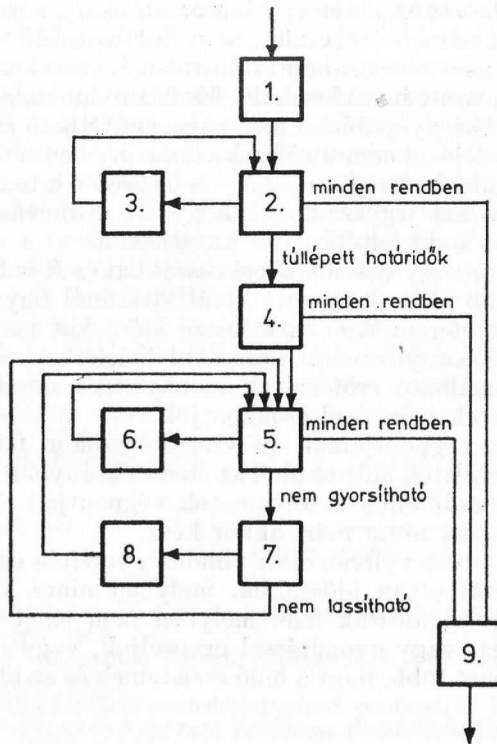 1.
3. 2. minden rendben
túllépett határidők
4. minden rendben
6. 5. minden rendben
nem gyorsítható
8. 7.
nem lassítható
9.